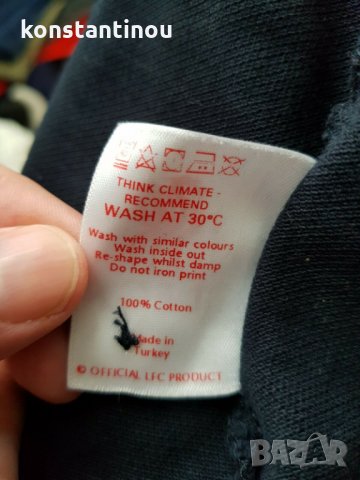 konstantinou
THINK CLIMATE -
RECOMMEND
WASH AT 30°C
Wash with similar colours
Wash inside out
Re-shape whilst damp
Do not iron print
100% Cotton
Made in
Turkey
© OFFICIAL LFC PRODUCT
BAZAR